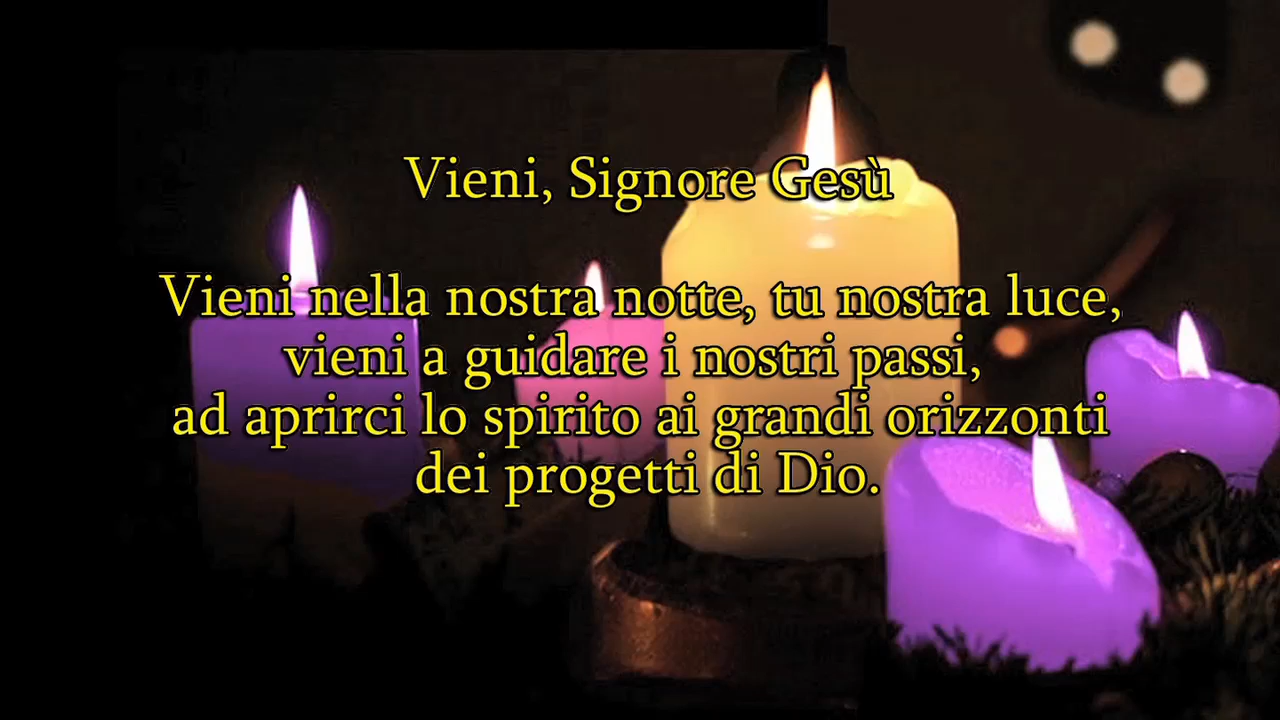 Vieni, Signore Gesù
Vieni nella nostra notte, tu nostra luce,
vieni a guidare i nostri passi,
ad aprirci lo spirito ai grandi orizzonti
dei progetti di Dio.